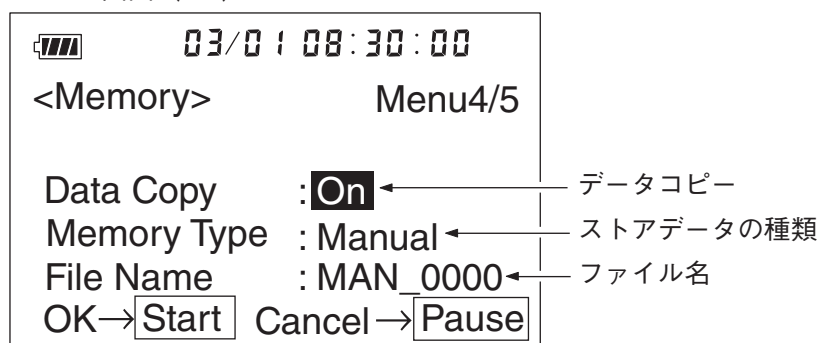 03/01 08:30:00
<Memory> Menu4/5
Data Copy : On データコピー
Memory Type : Manual ストアデータの種類
File Name : MAN_0000 ファイル名
OK→Start Cancel→Pause